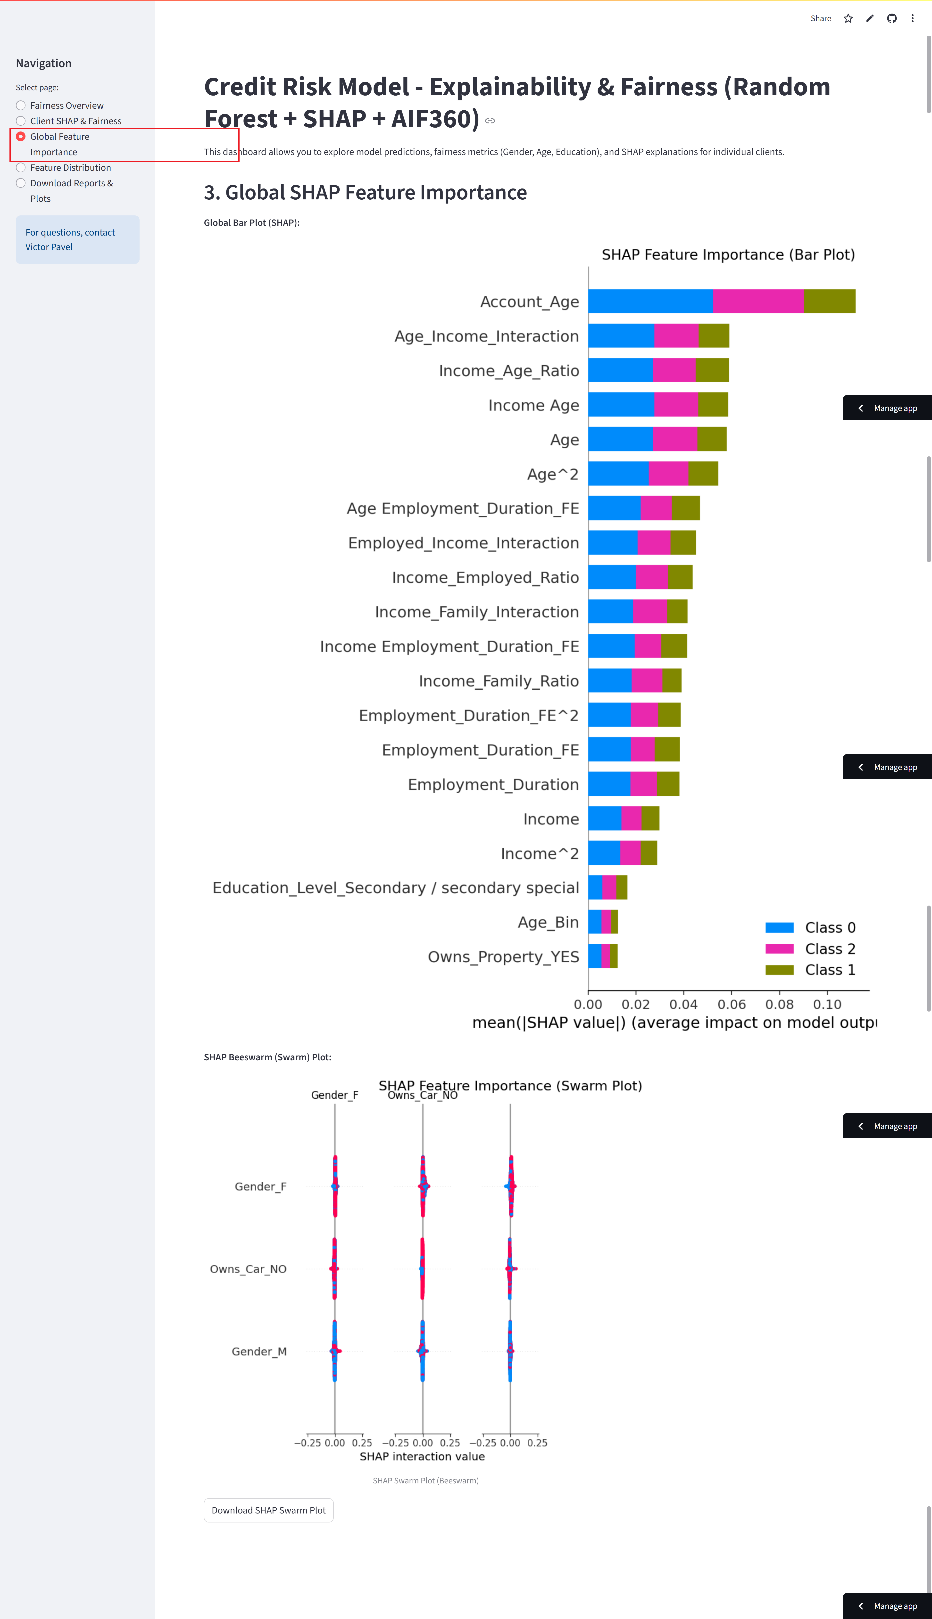 Share
Navigation
Select page:
Fairness Overview
Client SHAP & Fairness
Global Feature
Importance
Feature Distribution
Download Reports &
Plots
For questions, contact
Victor Pavel
Credit Risk Model - Explainability & Fairness (Random
Forest + SHAP + AIF360)
This dashboard allows you to explore model predictions, fairness metrics (Gender, Age, Education), and SHAP explanations for individual clients.
3. Global SHAP Feature Importance
Global Bar Plot (SHAP):
SHAP Feature Importance (Bar Plot)
Account_Age
Age_Income_Interaction
Income_Age_Ratio
Income Age
Manage app
Age
Age^2
Age Employment_Duration_FE
Employed_Income_Interaction
Income_Employed_Ratio
Income_Family_Interaction
Income Employment_Duration_FE
Income_Family_Ratio
Employment_Duration_FE^2
Employment_Duration_FE
Manage app
Employment_Duration
Income
Income^2
Education_Level_Secondary / secondary special
Age_Bin
Owns_Property_YES
Class 0
Class 2
Class 1
0.00 0.02 0.04 0.06 0.08 0.10
mean(|SHAP value|) (average impact on model outpu
SHAP Beeswarm (Swarm) Plot:
SHAP Feature Importance (Swarm Plot)
Gender_F Owns_Car_NO
Manage app
Gender_F
Owns_Car_NO
Gender_M
−0.25 0.00 0.25 −0.25 0.00 0.25 −0.25 0.00 0.25
SHAP interaction value
SHAP Swarm Plot (Beeswarm)
Download SHAP Swarm Plot
Manage app